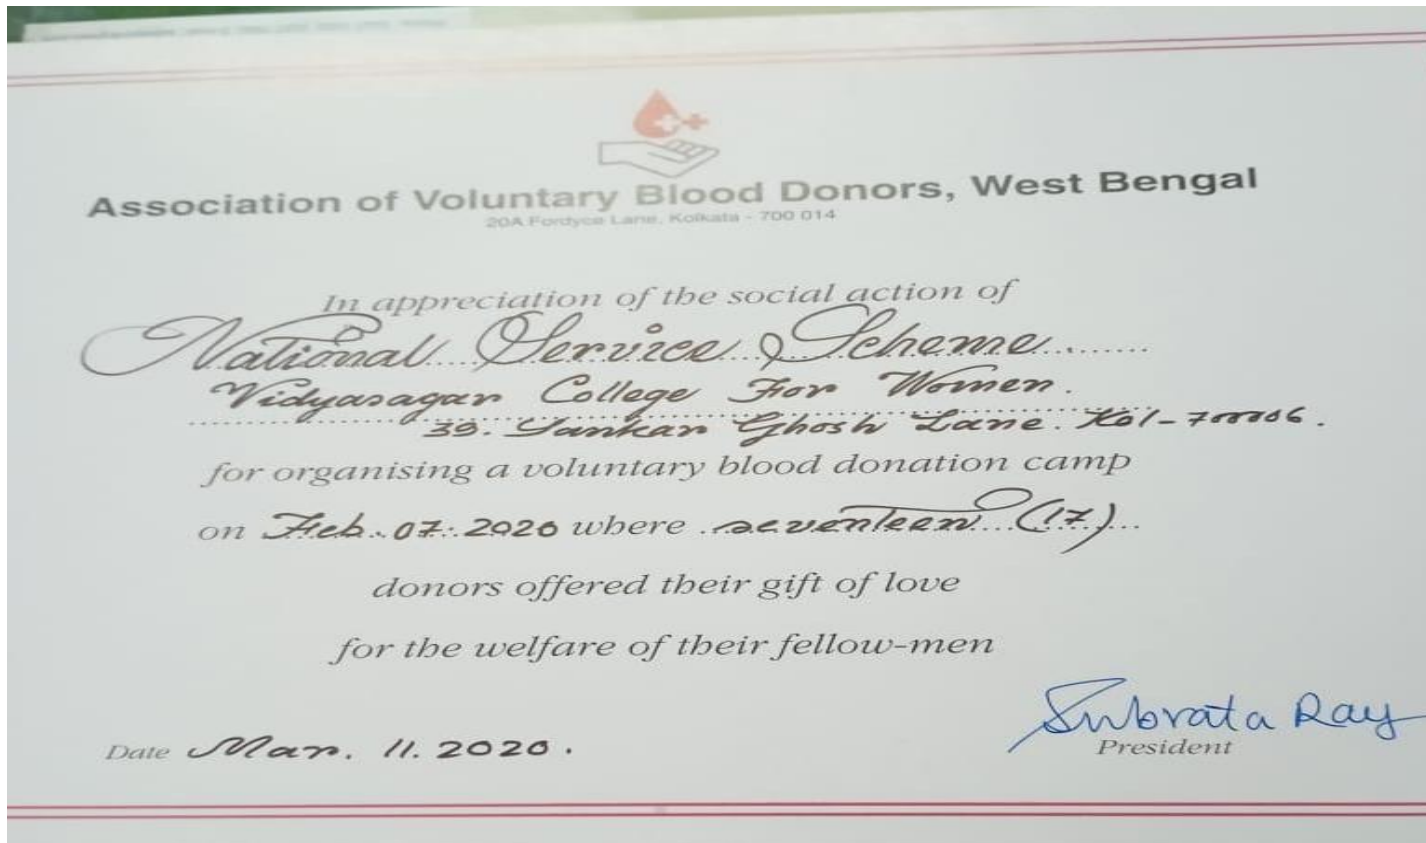 Association of Voluntary Blood Donors, West Bengal
20A Fordyce Lane, Kolkata - 700 014
In appreciation of the social action of
National Service Scheme
Vidyasagar College For Women.
39. Sankar Ghosh Lane. Kol-700006.
for organising a voluntary blood donation camp
on Feb. 07. 2020 where seventeen (17)
donors offered their gift of love
for the welfare of their fellow-men
Subrata Ray
Date Mar. 11. 2020.
President